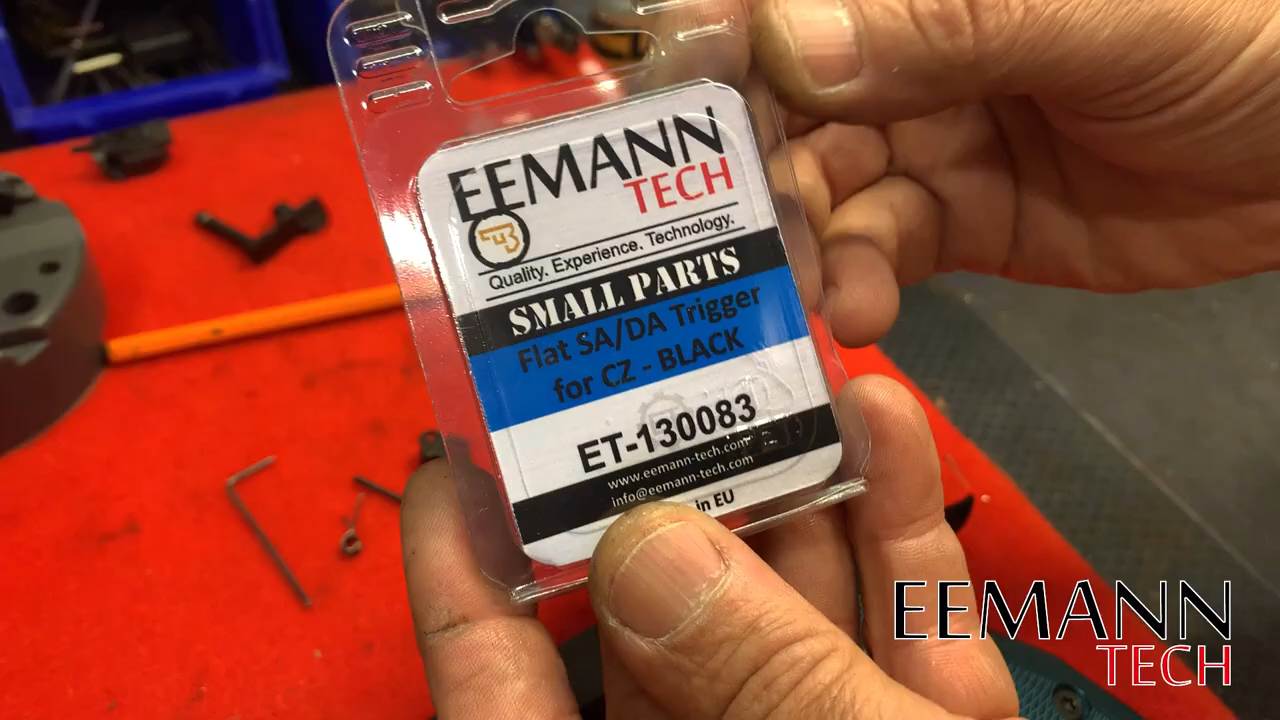 EEMANN
TECH
Quality. Experience. Technology.
SMALL PARTS
Flat SA/DA Trigger
for CZ - BLACK
ET-130083
www.eemann-tech.com
info@eemann-tech.com
in EU
EEMANN
TECH